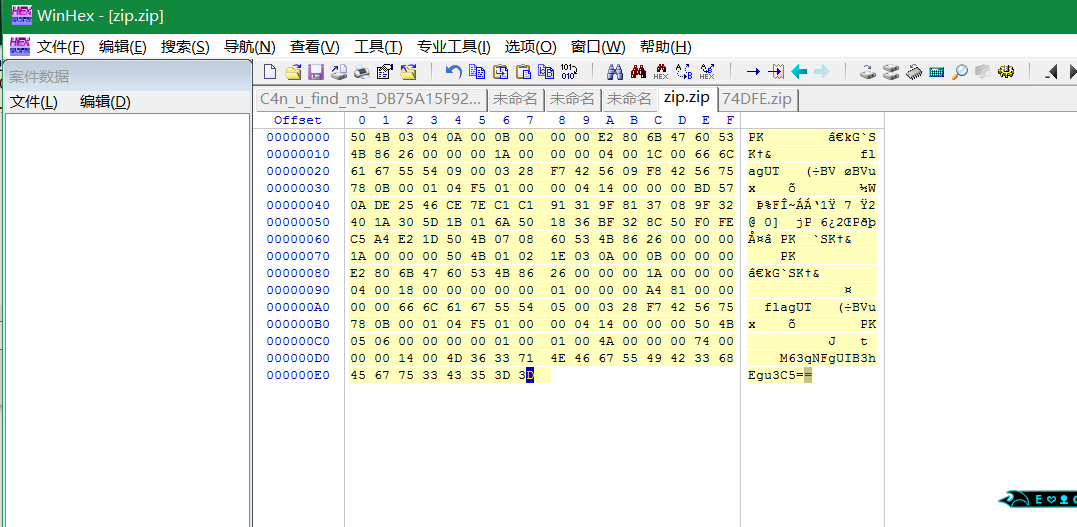 WinHex - [zip.zip]
文件(F) 编辑(E) 搜索(S) 导航(N) 查看(V) 工具(T) 专业工具(I) 选项(O) 窗口(W) 帮助(H)
案件数据
文件(L) 编辑(D)
C4n_u_find_m3_DB75A15F92... 未命名 未命名 未命名 zip.zip 74DFE.zip
Offset 0 1 2 3 4 5 6 7 8 9 A B C D E F
00000000 50 4B 03 04 0A 00 0B 00 00 00 E2 80 6B 47 60 53 PK â€kG`S
00000010 4B 86 26 00 00 00 1A 00 00 00 04 00 1C 00 66 6C K†& fl
00000020 61 67 55 54 09 00 03 28 F7 42 56 09 F8 42 56 75 agUT (÷BV øBVu
00000030 78 0B 00 01 04 F5 01 00 00 04 14 00 00 00 BD 57 x õ ½W
00000040 0A DE 25 46 CE 7E C1 C1 91 31 9F 81 37 08 9F 32 Þ%FÎ~ÁÁ‘1Ÿ 7 Ÿ2
00000050 40 1A 30 5D 1B 01 6A 50 18 36 BF 32 8C 50 F0 FE @ 0] jP 6¿2ŒPðþ
00000060 C5 A4 E2 1D 50 4B 07 08 60 53 4B 86 26 00 00 00 Å¤â PK `SK†&
00000070 1A 00 00 00 50 4B 01 02 1E 03 0A 00 0B 00 00 00 PK
00000080 E2 80 6B 47 60 53 4B 86 26 00 00 00 1A 00 00 00 â€kG`SK†&
00000090 04 00 18 00 00 00 00 00 01 00 00 00 A4 81 00 00 ¤
000000A0 00 00 66 6C 61 67 55 54 05 00 03 28 F7 42 56 75 flagUT (÷BVu
000000B0 78 0B 00 01 04 F5 01 00 00 04 14 00 00 00 50 4B x õ PK
000000C0 05 06 00 00 00 00 01 00 01 00 4A 00 00 00 74 00 J t
000000D0 00 00 14 00 4D 36 33 71 4E 46 67 55 49 42 33 68 M63qNFgUIB3h
000000E0 45 67 75 33 43 35 3D 3D Egu3C5==